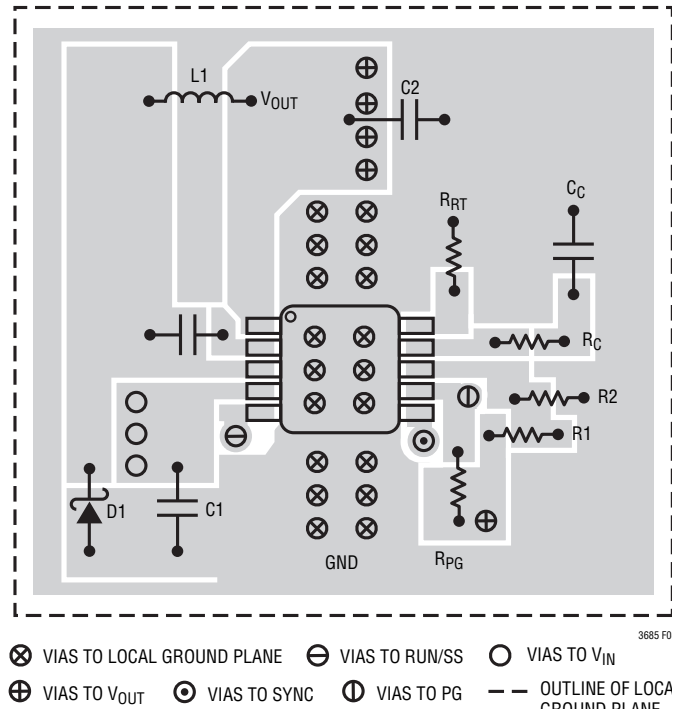 L1
VOUT
C2
RRT
CC
RC
R2
R1
D1
C1
GND
RPG
3685 F0
VIAS TO LOCAL GROUND PLANE
VIAS TO RUN/SS
VIAS TO VIN
VIAS TO VOUT
VIAS TO SYNC
VIAS TO PG
OUTLINE OF LOCA
GROUND PLANE